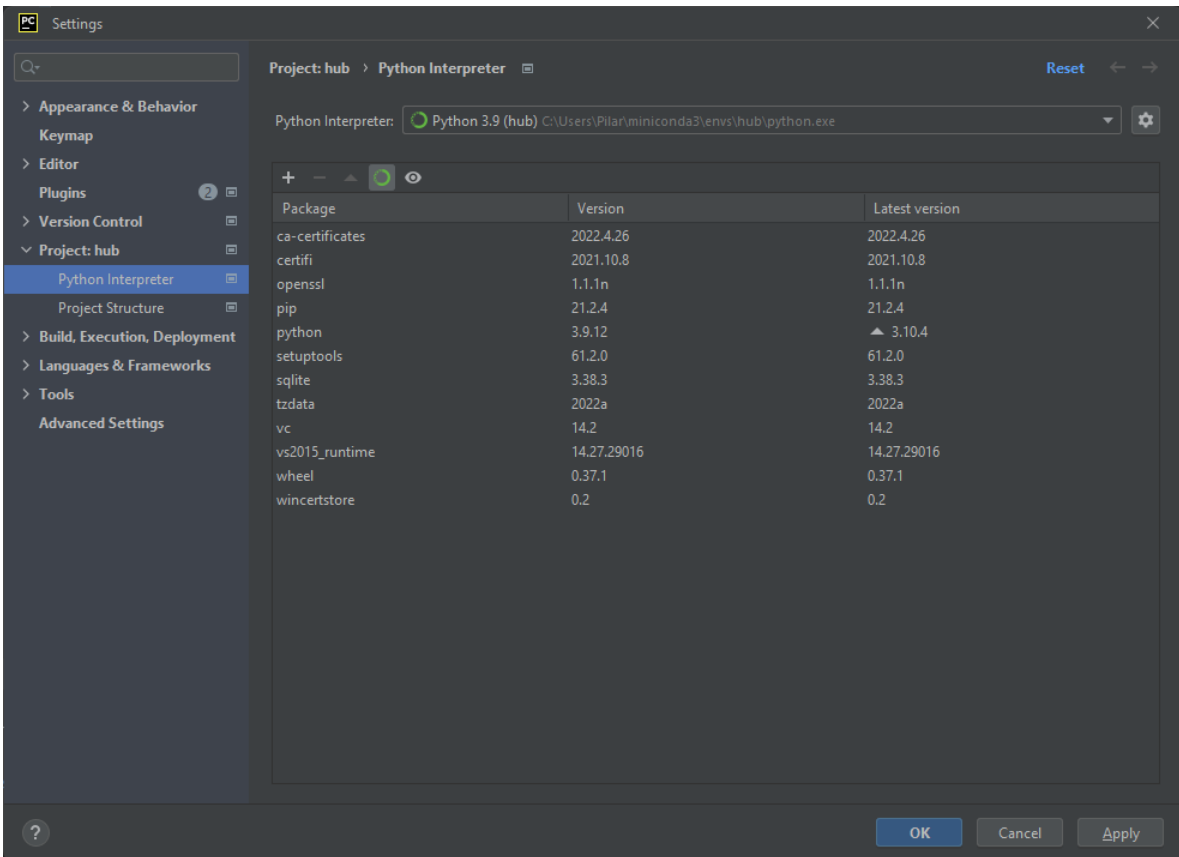 PC Settings
Project: hub > Python Interpreter Reset
Appearance & Behavior
Keymap
Editor
Plugins 2
Version Control
Project: hub
Python Interpreter
Project Structure
Build, Execution, Deployment
Languages & Frameworks
Tools
Advanced Settings
Python Interpreter: Python 3.9 (hub) C:\Users\Pilar\miniconda3\envs\hub\python.exe
Package Version Latest version
ca-certificates 2022.4.26 2022.4.26
certifi 2021.10.8 2021.10.8
openssl 1.1.1n 1.1.1n
pip 21.2.4 21.2.4
python 3.9.12 3.10.4
setuptools 61.2.0 61.2.0
sqlite 3.38.3 3.38.3
tzdata 2022a 2022a
vc 14.2 14.2
vs2015_runtime 14.27.29016 14.27.29016
wheel 0.37.1 0.37.1
wincertstore 0.2 0.2
? OK Cancel Apply